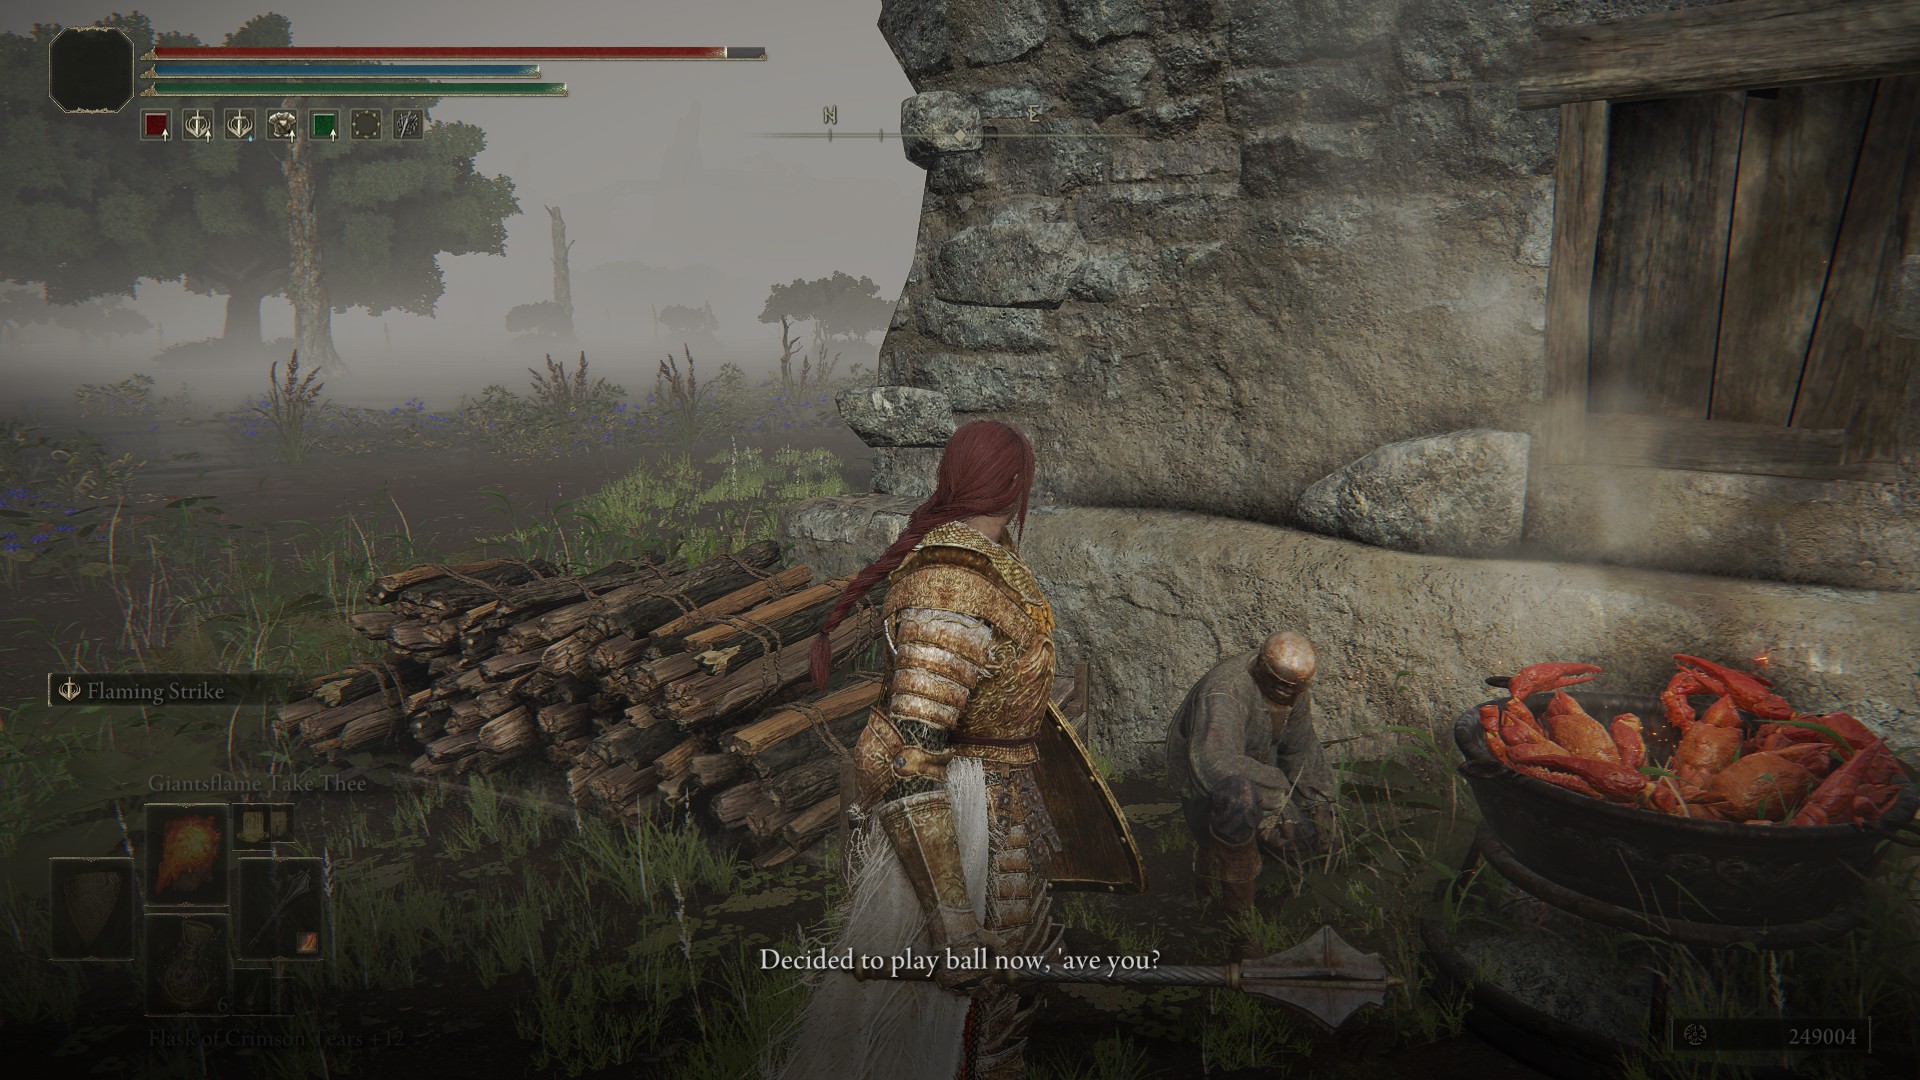 N
E
Flaming Strike
Giantsflame Take Thee
6
Flask of Crimson Tears +12
Decided to play ball now, 'ave you?
249004